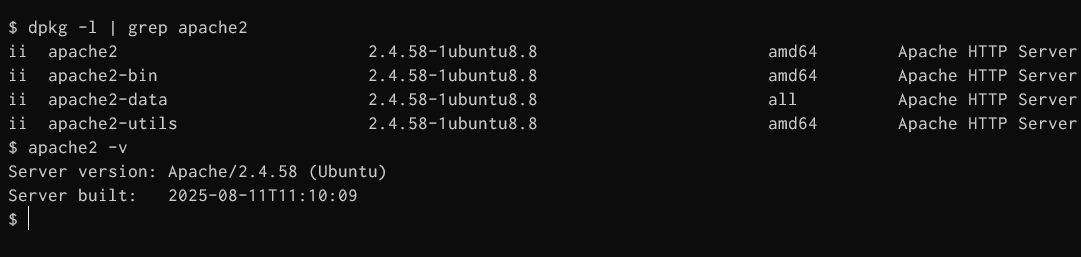 $ dpkg -l | grep apache2
ii  apache2                         2.4.58-1ubuntu8.8                       amd64        Apache HTTP Server
ii  apache2-bin                     2.4.58-1ubuntu8.8                       amd64        Apache HTTP Server
ii  apache2-data                    2.4.58-1ubuntu8.8                       all          Apache HTTP Server
ii  apache2-utils                   2.4.58-1ubuntu8.8                       amd64        Apache HTTP Server
$ apache2 -v
Server version: Apache/2.4.58 (Ubuntu)
Server built:   2025-08-11T11:10:09
$